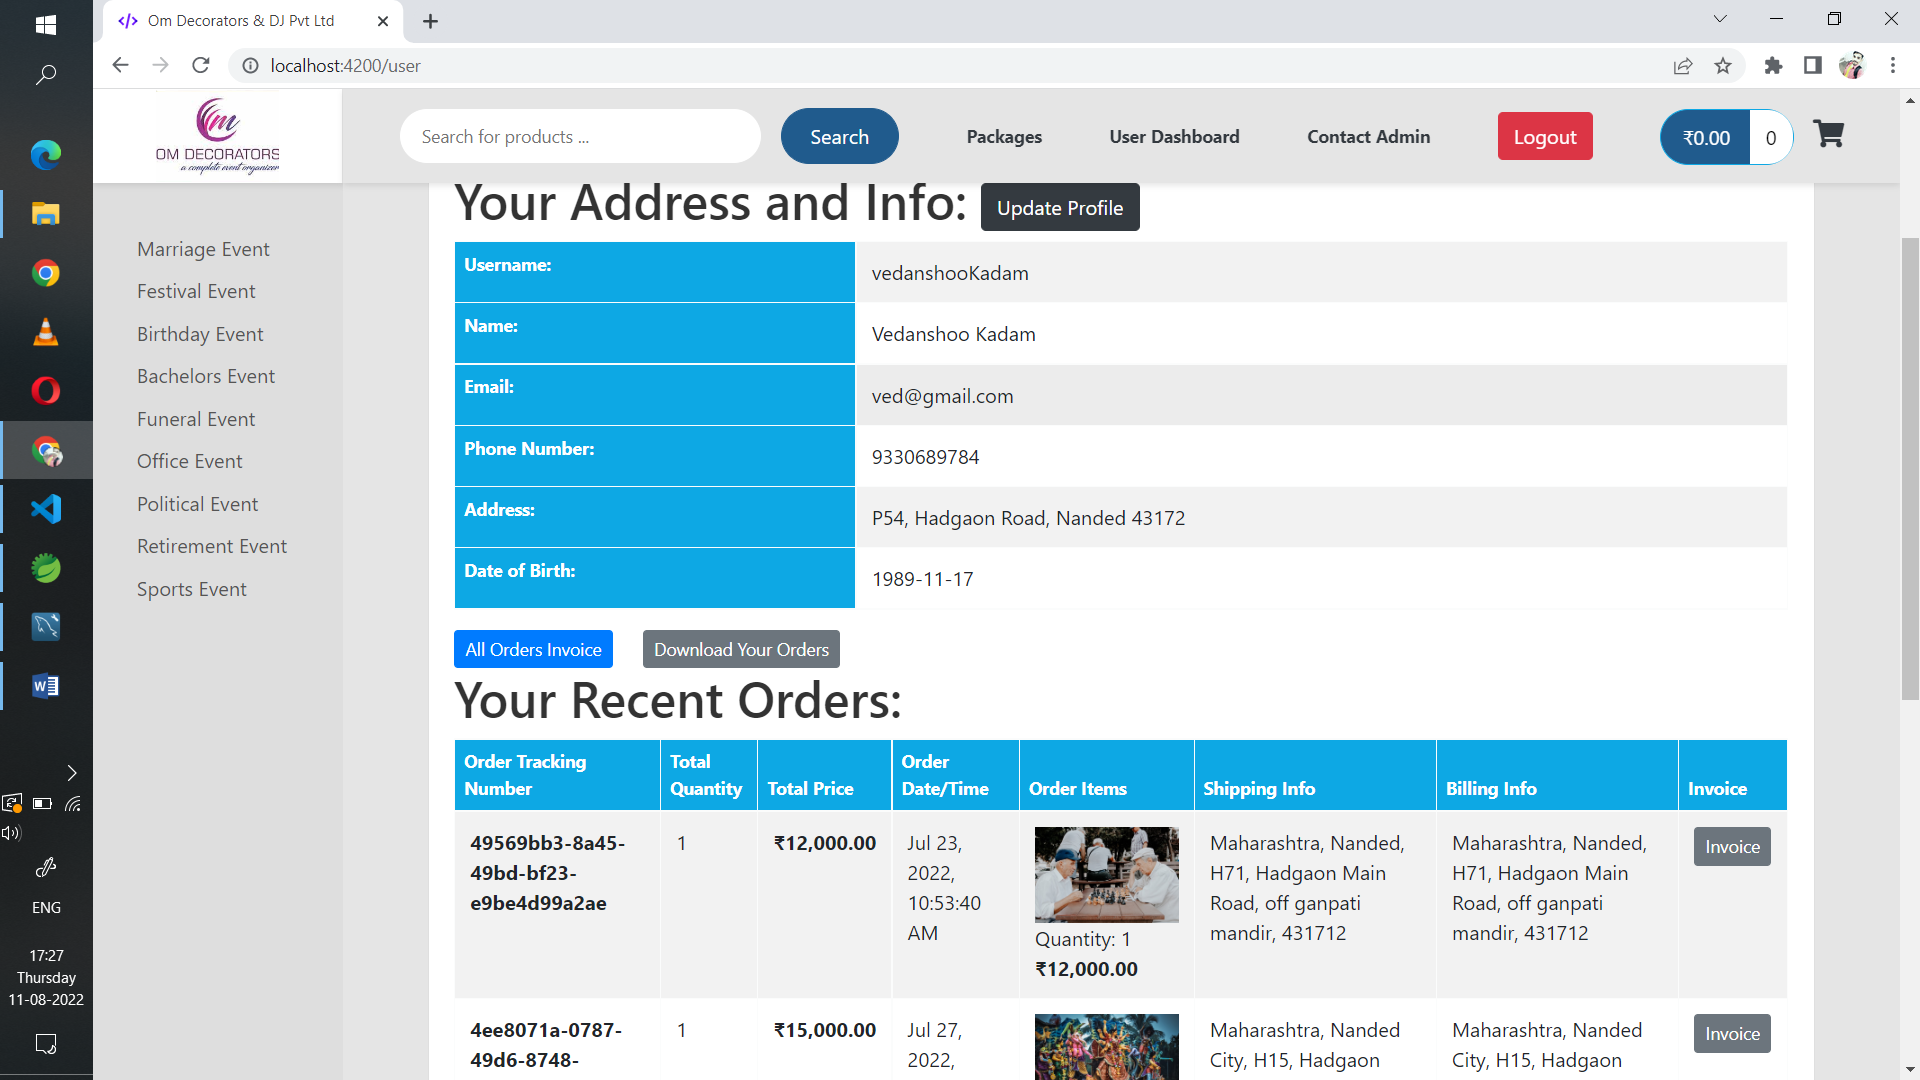 Om Decorators & DJ Pvt Ltd
localhost:4200/user
OM DECORATORS
a complete event organizer
Search for products ...
Search
Packages
User Dashboard
Contact Admin
Logout
₹0.00 0
Marriage Event
Festival Event
Birthday Event
Bachelors Event
Funeral Event
Office Event
Political Event
Retirement Event
Sports Event
Your Address and Info:
Update Profile
Username: vedanshooKadam
Name: Vedanshoo Kadam
Email: ved@gmail.com
Phone Number: 9330689784
Address: P54, Hadgaon Road, Nanded 43172
Date of Birth: 1989-11-17
All Orders Invoice
Download Your Orders
Your Recent Orders:
Order Tracking
Number
Total
Quantity
Total Price
Order
Date/Time
Order Items
Shipping Info
Billing Info
Invoice
49569bb3-8a45-
49bd-bf23-
e9be4d99a2ae
1
₹12,000.00
Jul 23,
2022,
10:53:40
AM
Quantity: 1
₹12,000.00
Maharashtra, Nanded,
H71, Hadgaon Main
Road, off ganpati
mandir, 431712
Maharashtra, Nanded,
H71, Hadgaon Main
Road, off ganpati
mandir, 431712
Invoice
4ee8071a-0787-
49d6-8748-
1
₹15,000.00
Jul 27,
2022,
Maharashtra, Nanded
City, H15, Hadgaon
Maharashtra, Nanded
City, H15, Hadgaon
Invoice
ENG
17:27
Thursday
11-08-2022